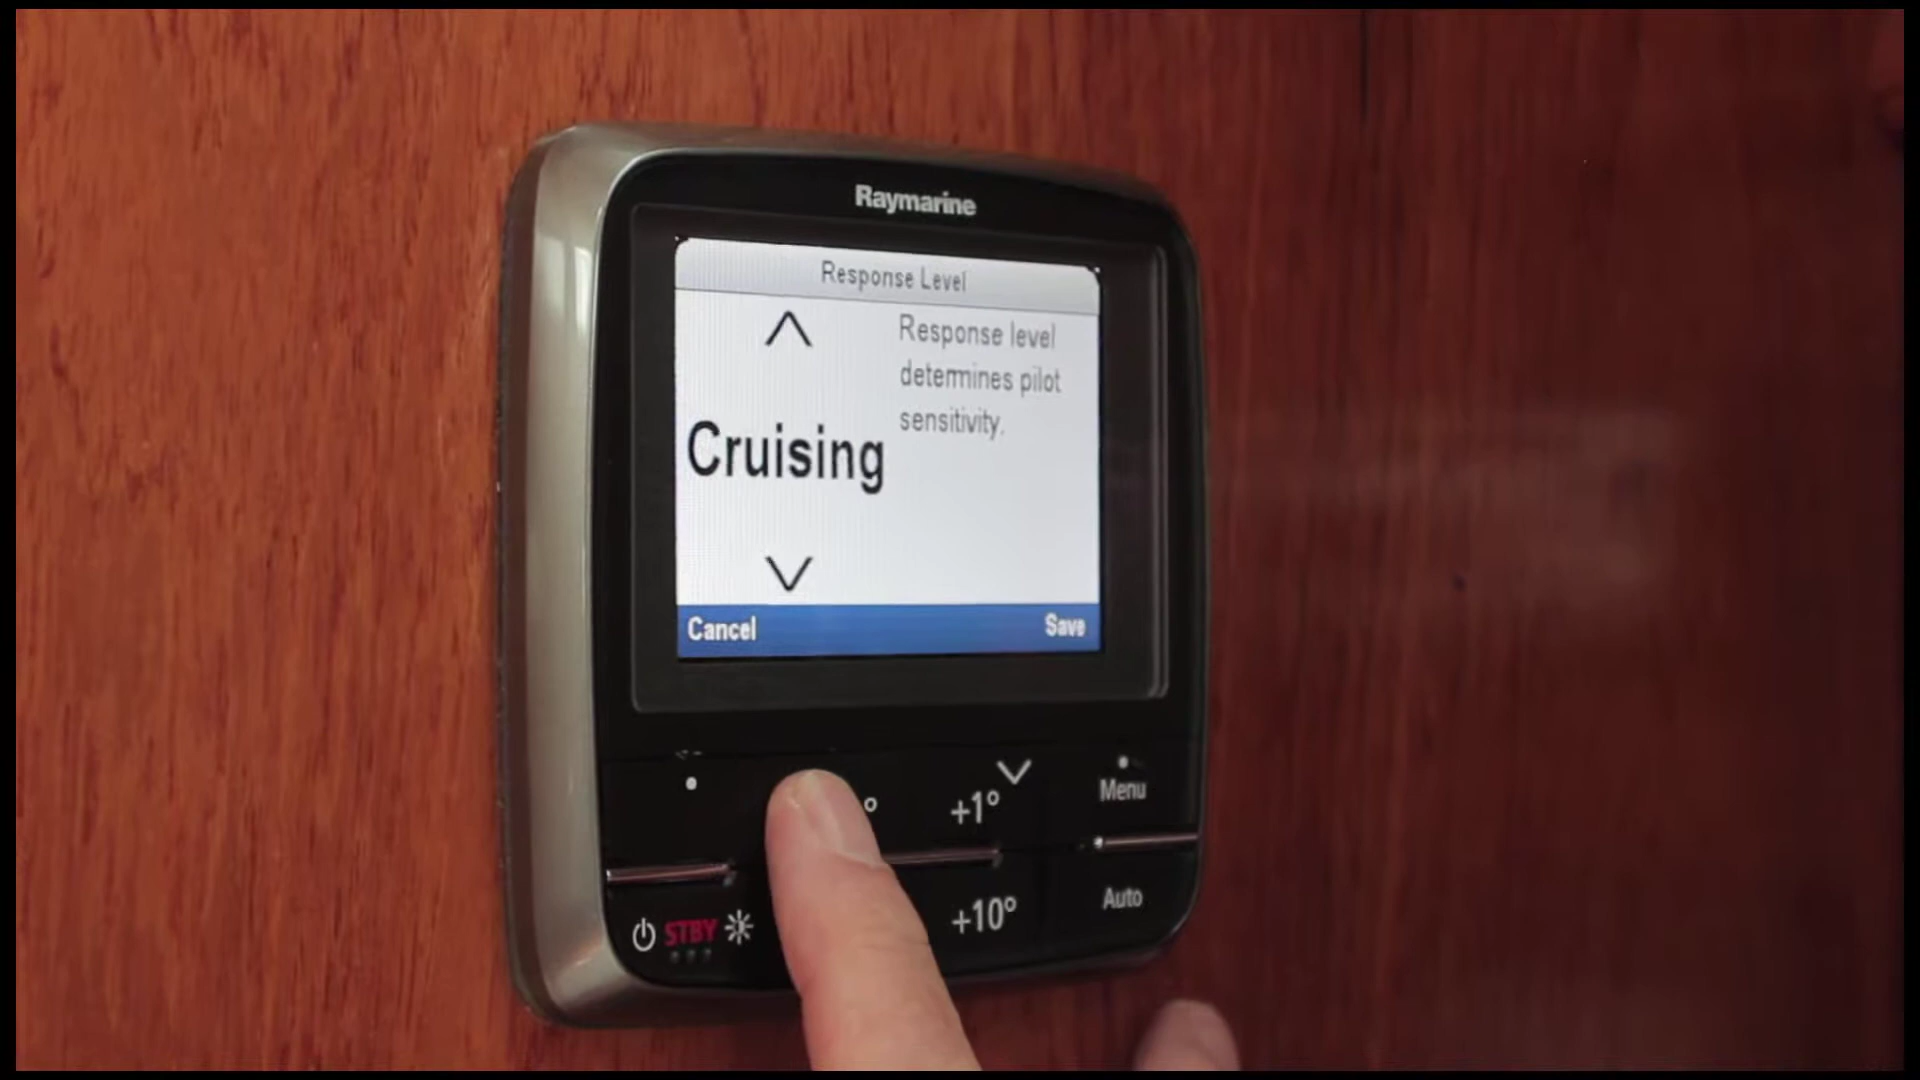 Raymarine
Response Level
Response level
determines pilot
sensitivity.
Cruising
Cancel
Save
+1°
Menu
STBY
+10°
Auto